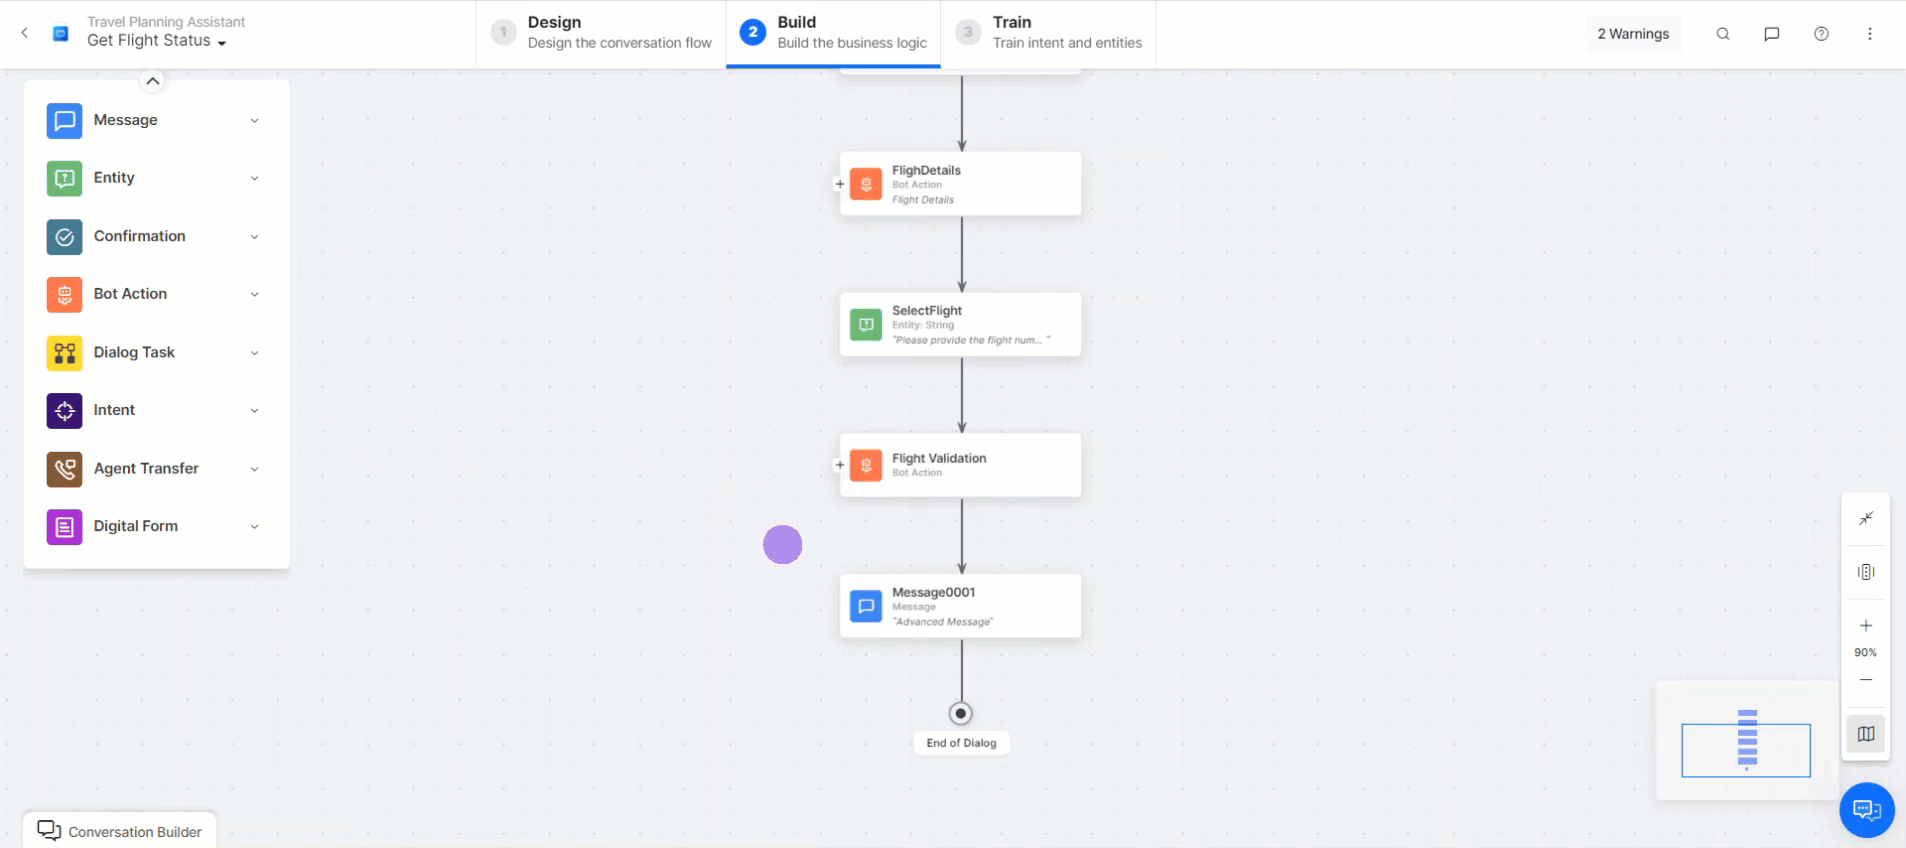 Travel Planning Assistant
Get Flight Status
1
Design
Design the conversation flow
2
Build
Build the business logic
3
Train
Train intent and entities
2 Warnings
Message
Entity
Confirmation
Bot Action
Dialog Task
Intent
Agent Transfer
Digital Form
FlighDetails
Bot Action
Flight Details
SelectFlight
Entity: String
"Please provide the flight num... "
Flight Validation
Bot Action
Message0001
Message
"Advanced Message"
End of Dialog
90%
Conversation Builder